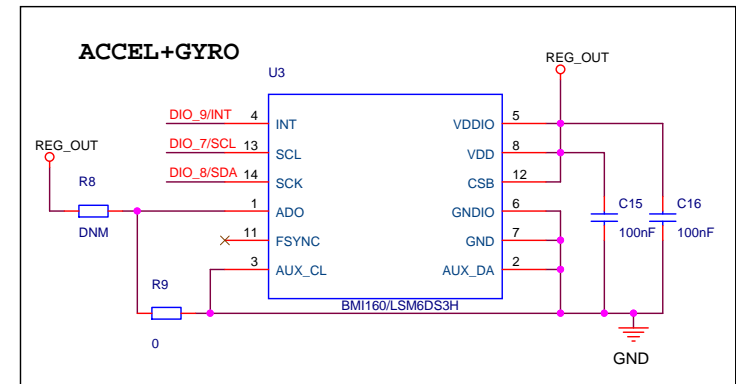 ACCEL+GYRO
REG_OUT
U3
DIO_9/INT 4 INT VDDIO 5
DIO_7/SCL 13 SCL VDD 8
REG_OUT
DIO_8/SDA 14 SCK CSB 12
R8 1 ADO GNDIO 6 C15 C16
DNM 11 FSYNC GND 7 100nF 100nF
3 AUX_CL AUX_DA 2
R9 BMI160/LSM6DS3H
0
GND